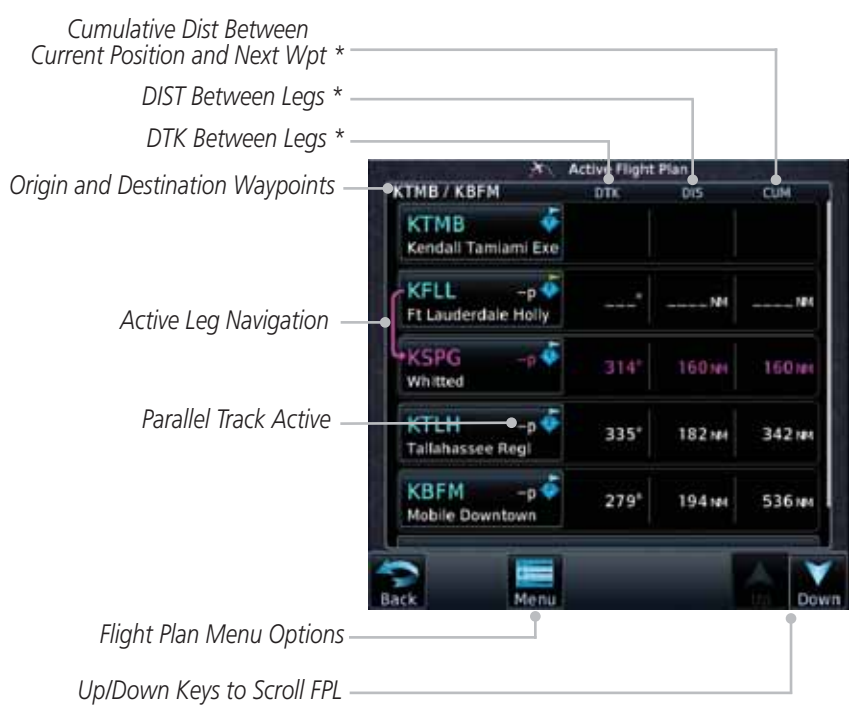 Cumulative Dist Between
Current Position and Next Wpt *
DIST Between Legs *
DTK Between Legs *
Origin and Destination Waypoints
Active Leg Navigation
Parallel Track Active
Flight Plan Menu Options
Up/Down Keys to Scroll FPL
Active Flight Plan
KTMB / KBFM DTK DIS CUM
KTMB
Kendall Tamiami Exe
KFLL –p ___° ____NM ____NM
Ft Lauderdale Holly
KSPG –p 314° 160NM 160NM
Whitted
KTLH –p 335° 182NM 342NM
Tallahassee Regl
KBFM –p 279° 194NM 536NM
Mobile Downtown
Back Menu Up Down